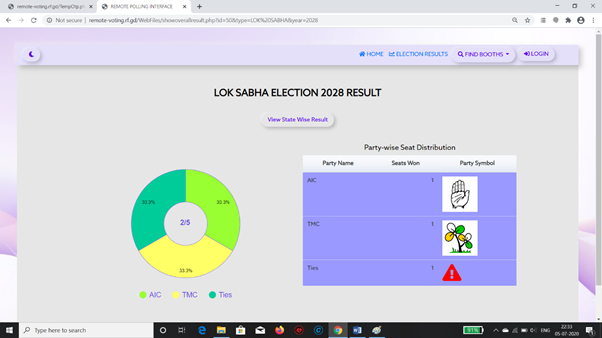 remote-voting.rf.gd/TempOtp.ph
REMOTE POLLING INTERFACE
Not secure | remote-voting.rf.gd/WebFiles/showoverallresult.php?id=50&type=LOK%20SABHA&year=2028
HOME ELECTION RESULTS FIND BOOTHS LOGIN
LOK SABHA ELECTION 2028 RESULT
View State Wise Result
Party-wise Seat Distribution
Party Name Seats Won Party Symbol
AIC 1
TMC 1
Ties 1
33.3% 33.3%
2/5
33.3%
AIC TMC Ties
Type here to search
91%
ENG
22:33
05-07-2020